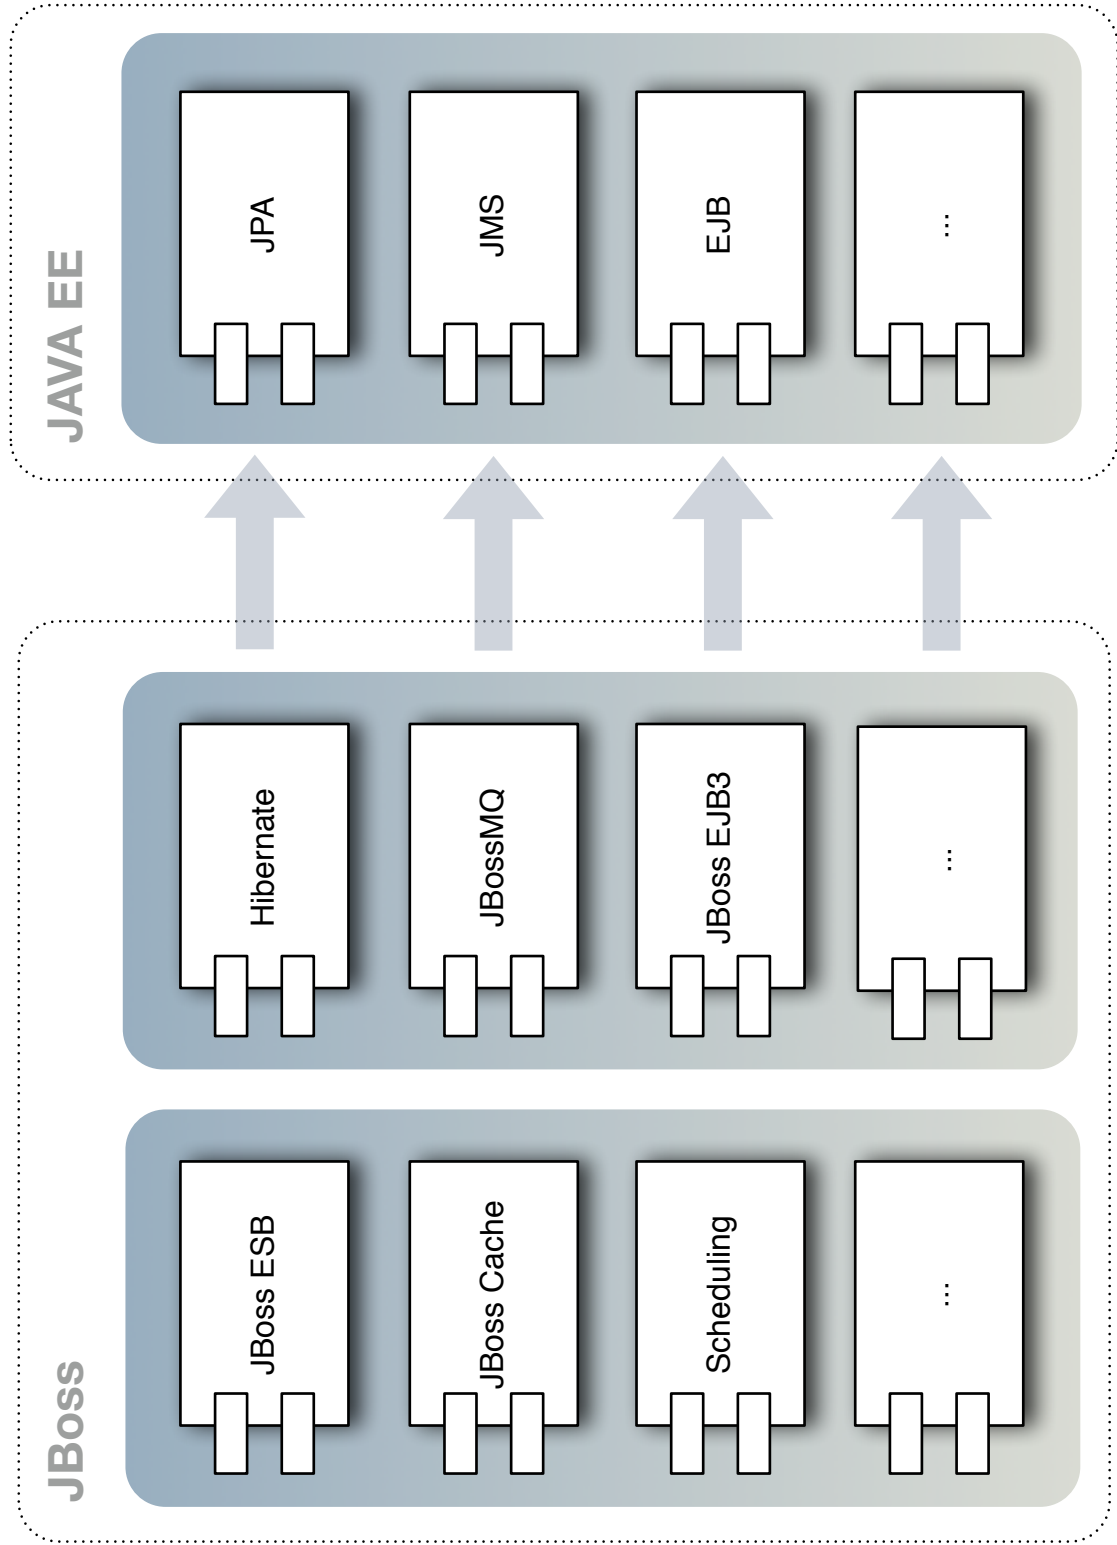 JBoss
JAVA EE
JBoss ESB
Hibernate
JPA
JBoss Cache
JBossMQ
JMS
Scheduling
JBoss EJB3
EJB
...
...
...